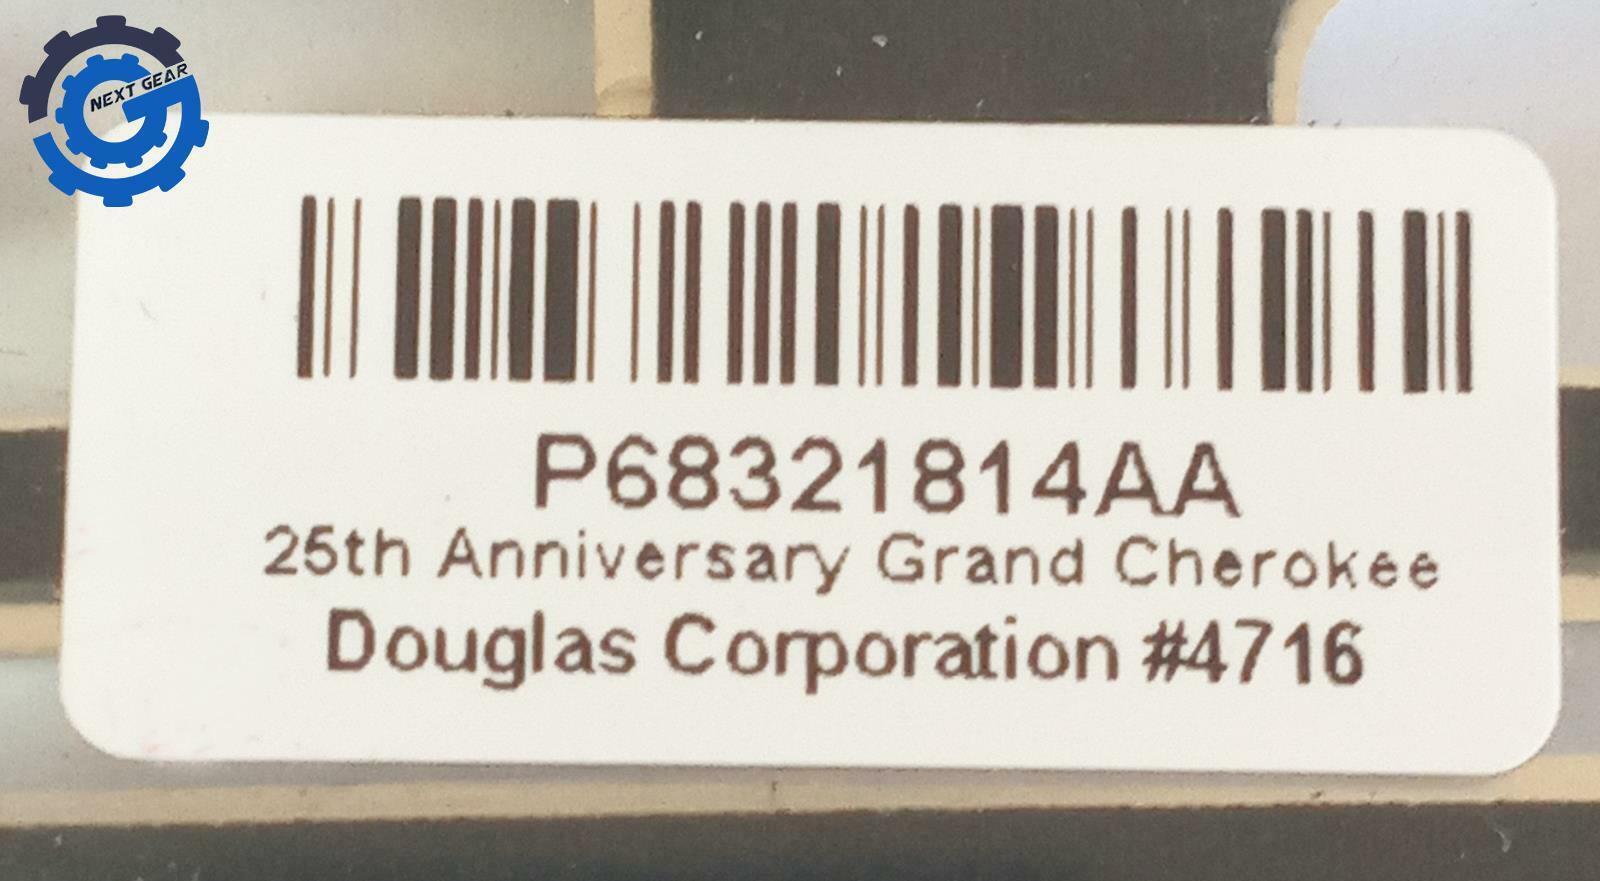 NEXT GEAR
P68321814AA
25th Anniversary Grand Cherokee
Douglas Corporation #4716